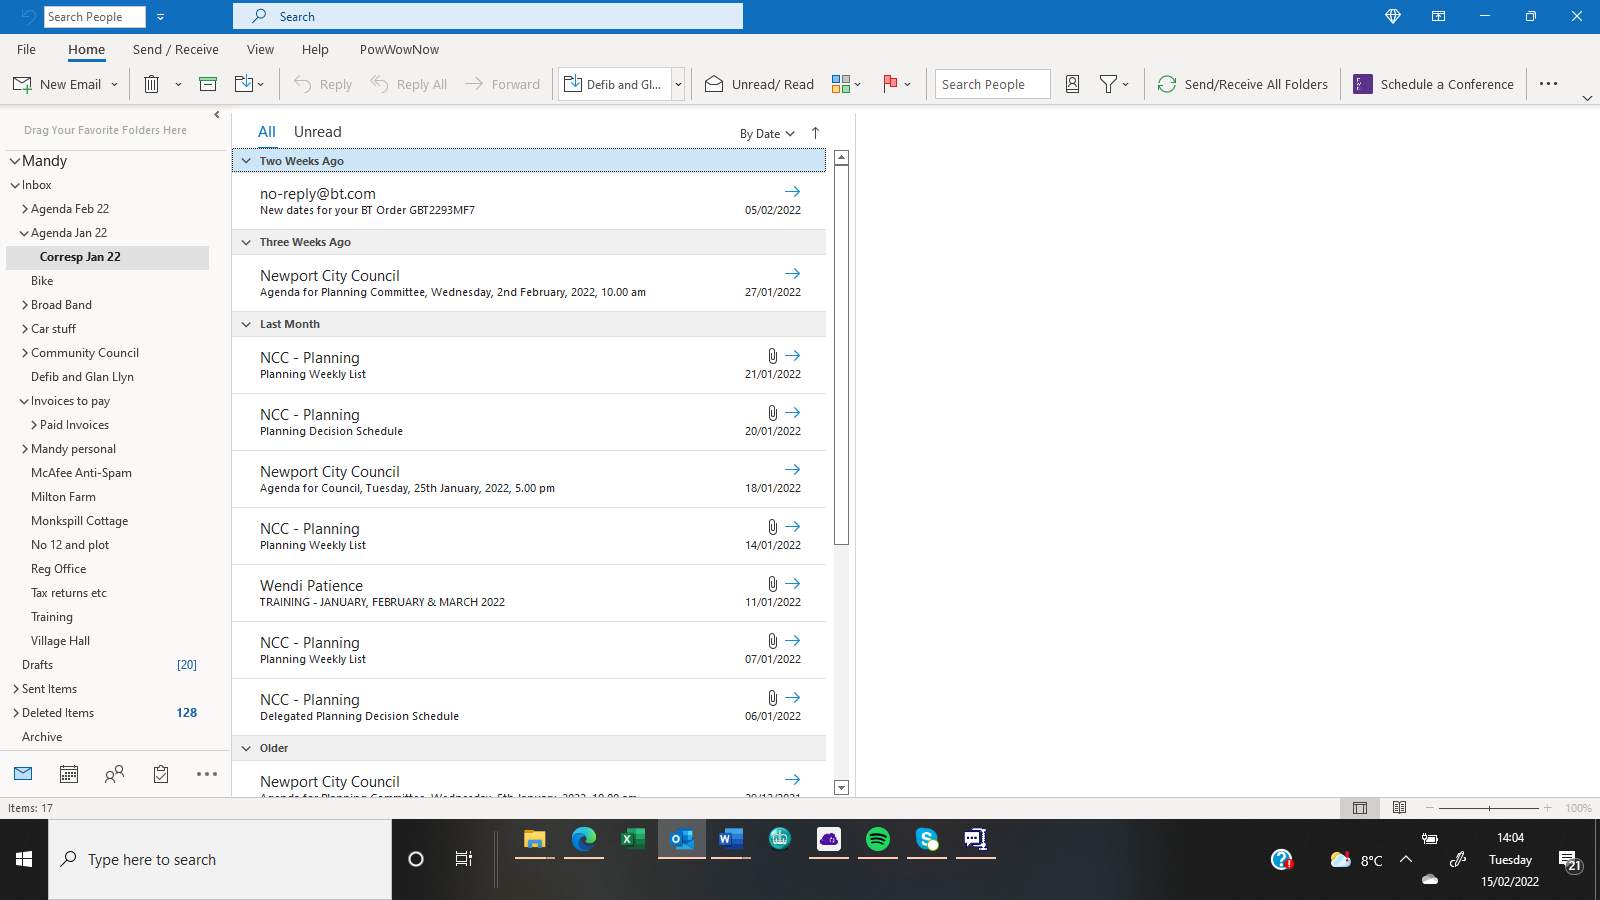 Search People
Search
File Home Send / Receive View Help PowWowNow
New Email Reply Reply All Forward Defib and Gl... Unread/ Read Search People Send/Receive All Folders Schedule a Conference
Drag Your Favorite Folders Here
Mandy
Inbox
Agenda Feb 22
Agenda Jan 22
Corresp Jan 22
Bike
Broad Band
Car stuff
Community Council
Defib and Glan Llyn
Invoices to pay
Paid Invoices
Mandy personal
McAfee Anti-Spam
Milton Farm
Monkspill Cottage
No 12 and plot
Reg Office
Tax returns etc
Training
Village Hall
Drafts [20]
Sent Items
Deleted Items 128
Archive
All Unread By Date
Two Weeks Ago
no-reply@bt.com
New dates for your BT Order GBT2293MF7 05/02/2022
Three Weeks Ago
Newport City Council
Agenda for Planning Committee, Wednesday, 2nd February, 2022, 10.00 am 27/01/2022
Last Month
NCC - Planning
Planning Weekly List 21/01/2022
NCC - Planning
Planning Decision Schedule 20/01/2022
Newport City Council
Agenda for Council, Tuesday, 25th January, 2022, 5.00 pm 18/01/2022
NCC - Planning
Planning Weekly List 14/01/2022
Wendi Patience
TRAINING - JANUARY, FEBRUARY & MARCH 2022 11/01/2022
NCC - Planning
Planning Weekly List 07/01/2022
NCC - Planning
Delegated Planning Decision Schedule 06/01/2022
Older
Newport City Council
Agenda for Planning Committee, Wednesday, 5th January, 2022, 10.00 am
Items: 17 100%
Type here to search
8°C
14:04
Tuesday
15/02/2022
21